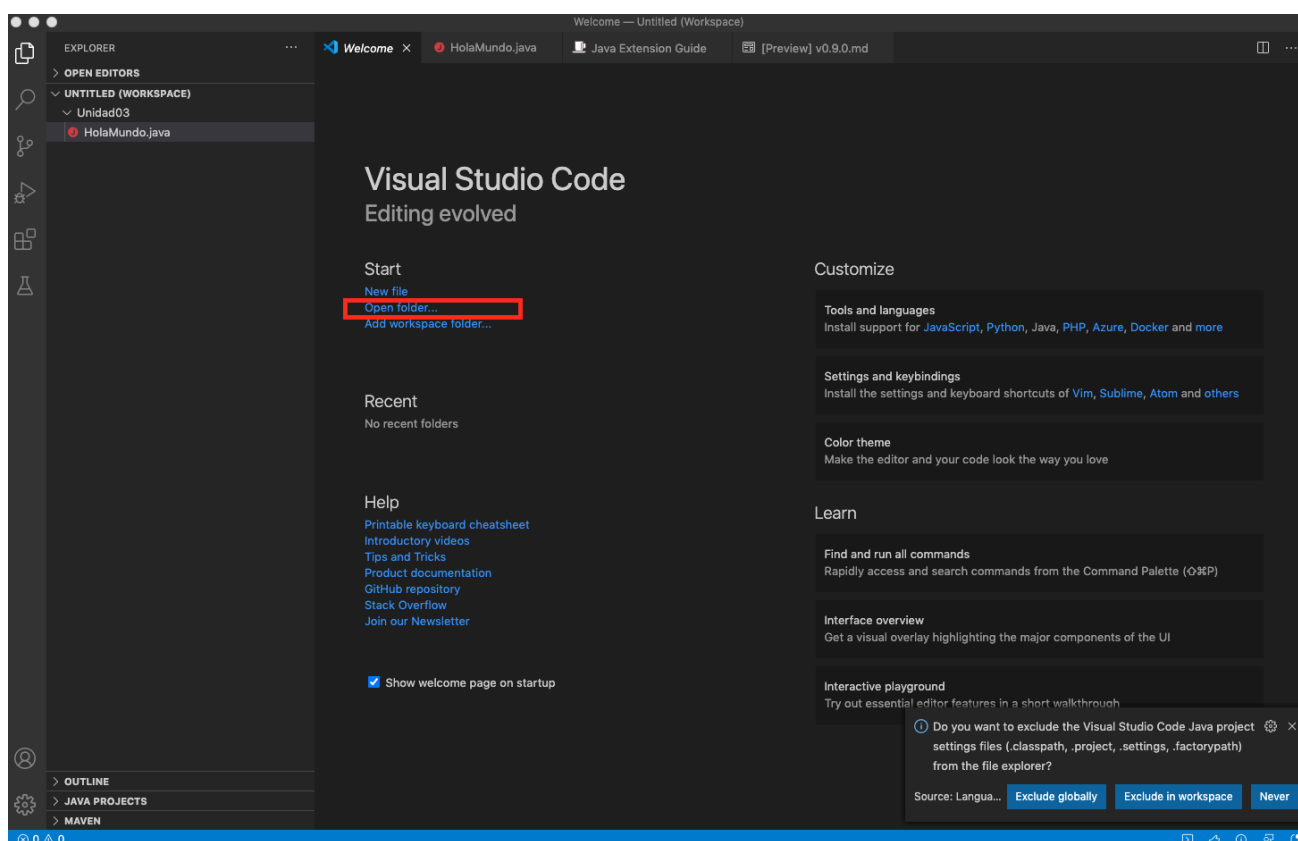 Welcome — Untitled (Workspace)
EXPLORER
OPEN EDITORS
UNTITLED (WORKSPACE)
Unidad03
HolaMundo.java
OUTLINE
JAVA PROJECTS
MAVEN
Welcome
HolaMundo.java
Java Extension Guide
[Preview] v0.9.0.md
Visual Studio Code
Editing evolved
Start
New file
Open folder...
Add workspace folder...
Recent
No recent folders
Help
Printable keyboard cheatsheet
Introductory videos
Tips and Tricks
Product documentation
GitHub repository
Stack Overflow
Join our Newsletter
Show welcome page on startup
Customize
Tools and languages
Install support for JavaScript, Python, Java, PHP, Azure, Docker and more
Settings and keybindings
Install the settings and keyboard shortcuts of Vim, Sublime, Atom and others
Color theme
Make the editor and your code look the way you love
Learn
Find and run all commands
Rapidly access and search commands from the Command Palette (⇧⌘P)
Interface overview
Get a visual overlay highlighting the major components of the UI
Interactive playground
Try out essential editor features in a short walkthrough
Do you want to exclude the Visual Studio Code Java project
settings files (.classpath, .project, .settings, .factorypath)
from the file explorer?
Source: Langua...
Exclude globally
Exclude in workspace
Never
0 0